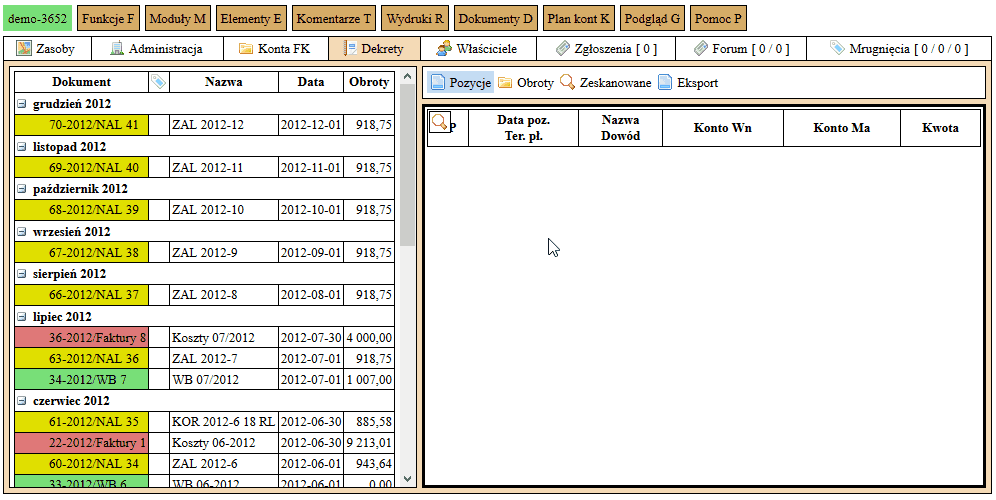 demo-3652 Funkcje F Moduły M Elementy E Komentarze T Wydruki R Dokumenty D Plan kont K Podgląd G Pomoc P
Zasoby Administracja Konta FK Dekrety Właściciele Zgłoszenia [ 0 ] Forum [ 0 / 0 ] Mrugnięcia [ 0 / 0 / 0 ]
Dokument Nazwa Data Obroty
grudzień 2012
70-2012/NAL 41 ZAL 2012-12 2012-12-01 918,75
listopad 2012
69-2012/NAL 40 ZAL 2012-11 2012-11-01 918,75
październik 2012
68-2012/NAL 39 ZAL 2012-10 2012-10-01 918,75
wrzesień 2012
67-2012/NAL 38 ZAL 2012-9 2012-09-01 918,75
sierpień 2012
66-2012/NAL 37 ZAL 2012-8 2012-08-01 918,75
lipiec 2012
36-2012/Faktury 8 Koszty 07/2012 2012-07-30 4 000,00
63-2012/NAL 36 ZAL 2012-7 2012-07-01 918,75
34-2012/WB 7 WB 07/2012 2012-07-01 1 007,00
czerwiec 2012
61-2012/NAL 35 KOR 2012-6 18 RL 2012-06-30 885,58
22-2012/Faktury 1 Koszty 06-2012 2012-06-30 9 213,01
60-2012/NAL 34 ZAL 2012-6 2012-06-01 943,64
33-2012/WB 6 WB 06-2012 2012-06-01 0,00
Pozycje Obroty Zeskanowane Eksport
P Data poz. Nazwa Konto Wn Konto Ma Kwota
Ter. pł. Dowód